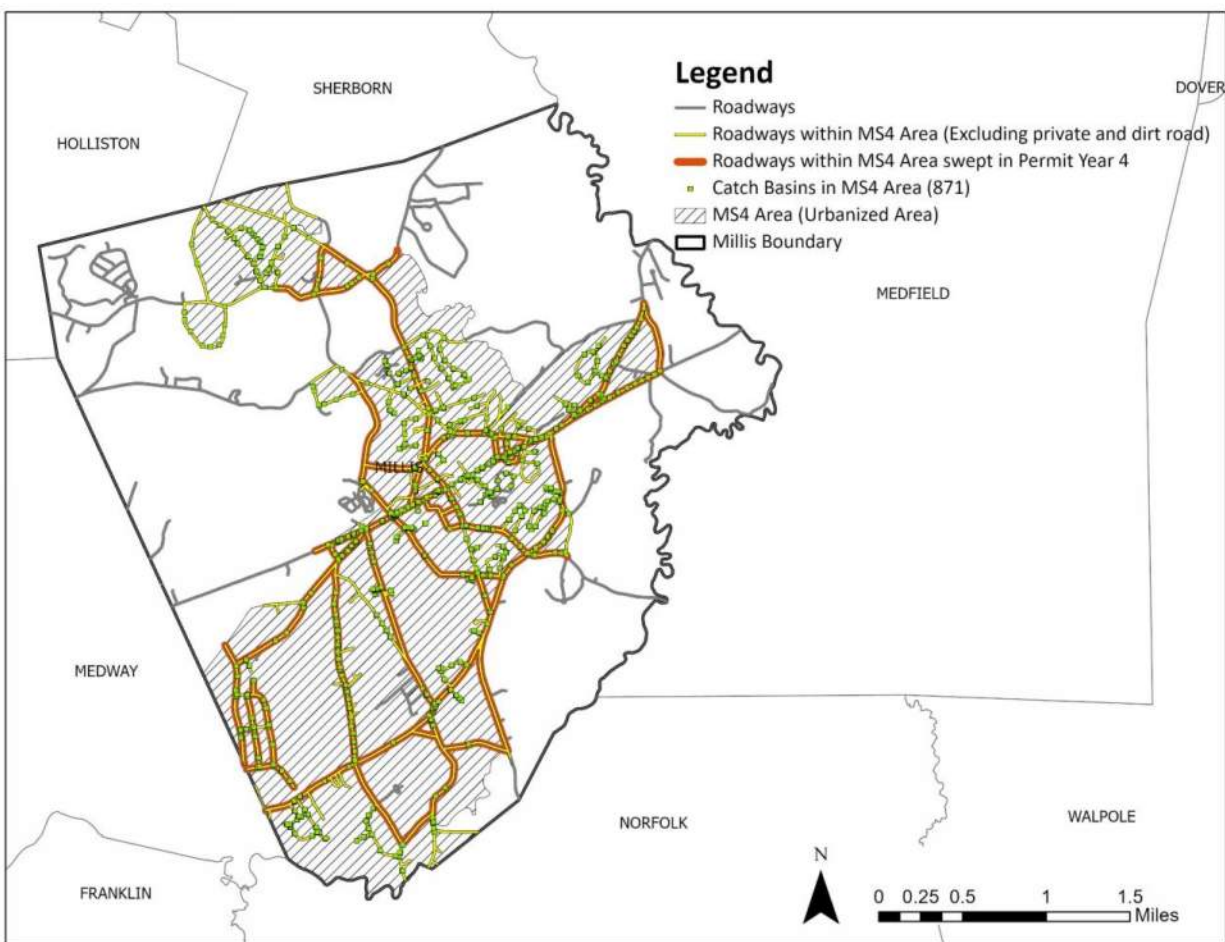 SHERBORN
HOLLISTON
DOVER
Legend
Roadways
Roadways within MS4 Area (Excluding private and dirt road)
Roadways within MS4 Area swept in Permit Year 4
Catch Basins in MS4 Area (871)
MS4 Area (Urbanized Area)
Millis Boundary
MEDFIELD
MILLIS
MEDWAY
NORFOLK
WALPOLE
FRANKLIN
N
0 0.25 0.5 1 1.5
Miles